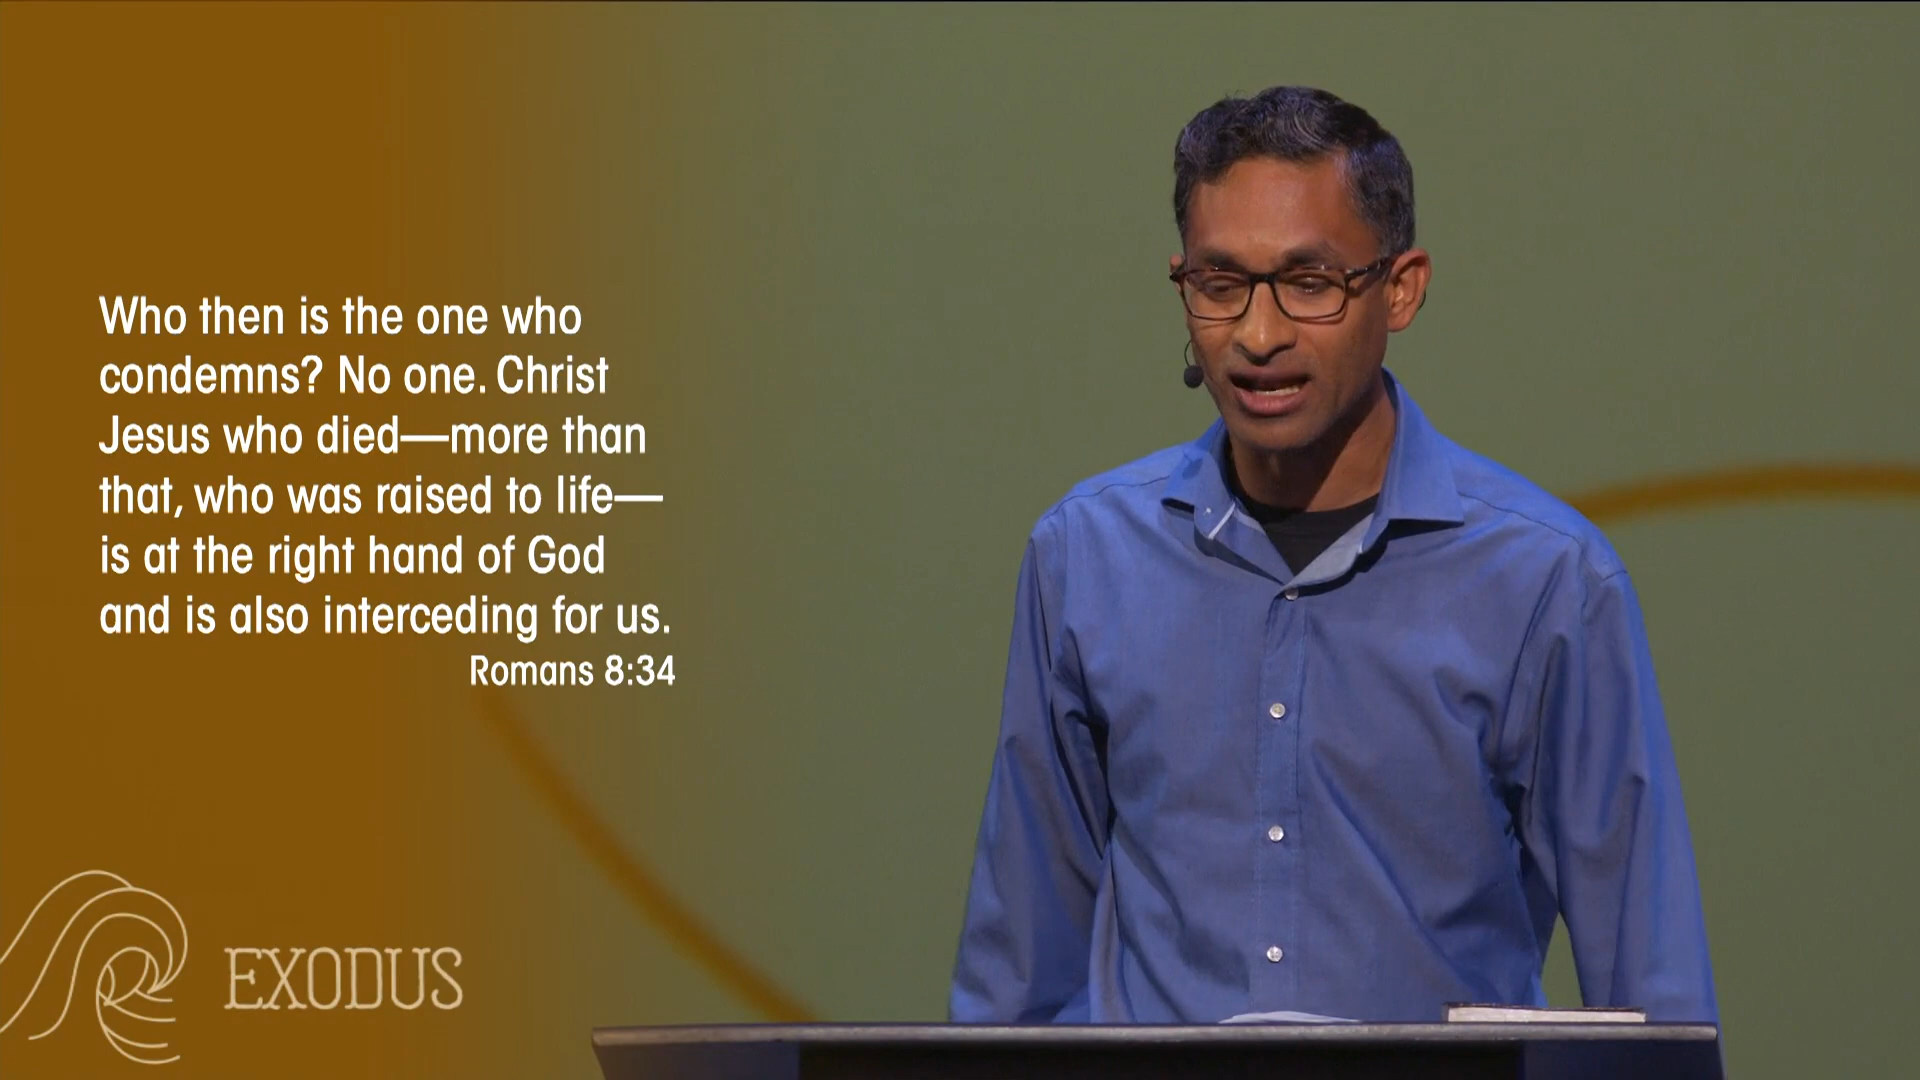 Who then is the one who
condemns? No one. Christ
Jesus who died—more than
that, who was raised to life—
is at the right hand of God
and is also interceding for us.
Romans 8:34
EXODUS